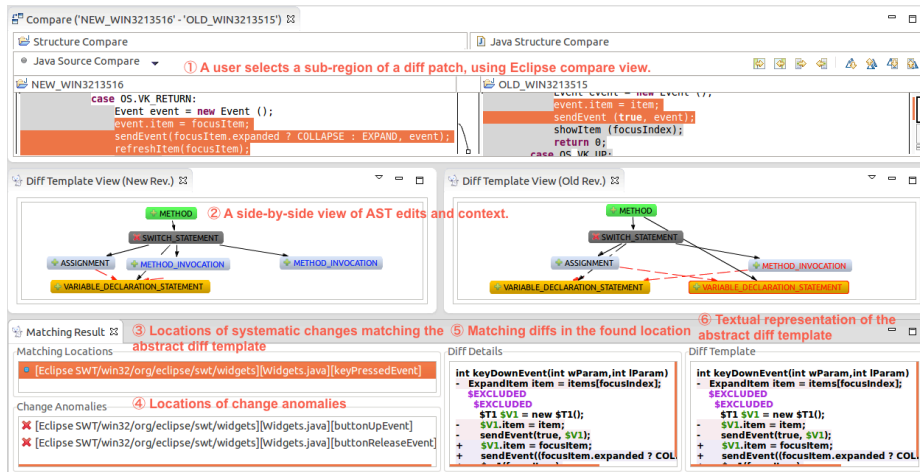 Compare ('NEW_WIN3213516' - 'OLD_WIN3213515')
Structure Compare
Java Structure Compare
Java Source Compare
① A user selects a sub-region of a diff patch, using Eclipse compare view.
NEW_WIN3213516
OLD_WIN3213515
case OS.VK_RETURN:
Event event = new Event ();
event.item = focusItem;
sendEvent(focusItem.expanded ? COLLAPSE : EXPAND, event);
refreshItem(focusItem);
Event event = new Event ();
event.item = item;
sendEvent (true, event);
showItem (focusIndex);
return 0;
case OS.VK_UP:
Diff Template View (New Rev.)
Diff Template View (Old Rev.)
② A side-by-side view of AST edits and context.
METHOD
SWITCH_STATEMENT
ASSIGNMENT
METHOD_INVOCATION
METHOD_INVOCATION
VARIABLE_DECLARATION_STATEMENT
METHOD
SWITCH_STATEMENT
ASSIGNMENT
METHOD_INVOCATION
VARIABLE_DECLARATION_STATEMENT
VARIABLE_DECLARATION_STATEMENT
Matching Result
③ Locations of systematic changes matching the
abstract diff template
⑤ Matching diffs in the found location
⑥ Textual representation of the
abstract diff template
Matching Locations
[Eclipse SWT/win32/org/eclipse/swt/widgets][Widgets.java][keyPressedEvent]
Change Anomalies
④ Locations of change anomalies
[Eclipse SWT/win32/org/eclipse/swt/widgets][Widgets.java][buttonUpEvent]
[Eclipse SWT/win32/org/eclipse/swt/widgets][Widgets.java][buttonReleaseEvent]
Diff Details
int keyDownEvent(int wParam,int lParam)
- ExpandItem item = items[focusIndex];
$EXCLUDED
$EXCLUDED
$T1 $V1 = new $T1();
- $V1.item = item;
- sendEvent(true, $V1);
+ $V1.item = focusItem;
+ sendEvent((focusItem.expanded ? COL
Diff Template
int keyDownEvent(int wParam,int lParam)
- ExpandItem item = items[focusIndex];
$EXCLUDED
$EXCLUDED
$T1 $V1 = new $T1();
- $V1.item = item;
- sendEvent(true, $V1);
+ $V1.item = focusItem;
+ sendEvent((focusItem.expanded ? COLL